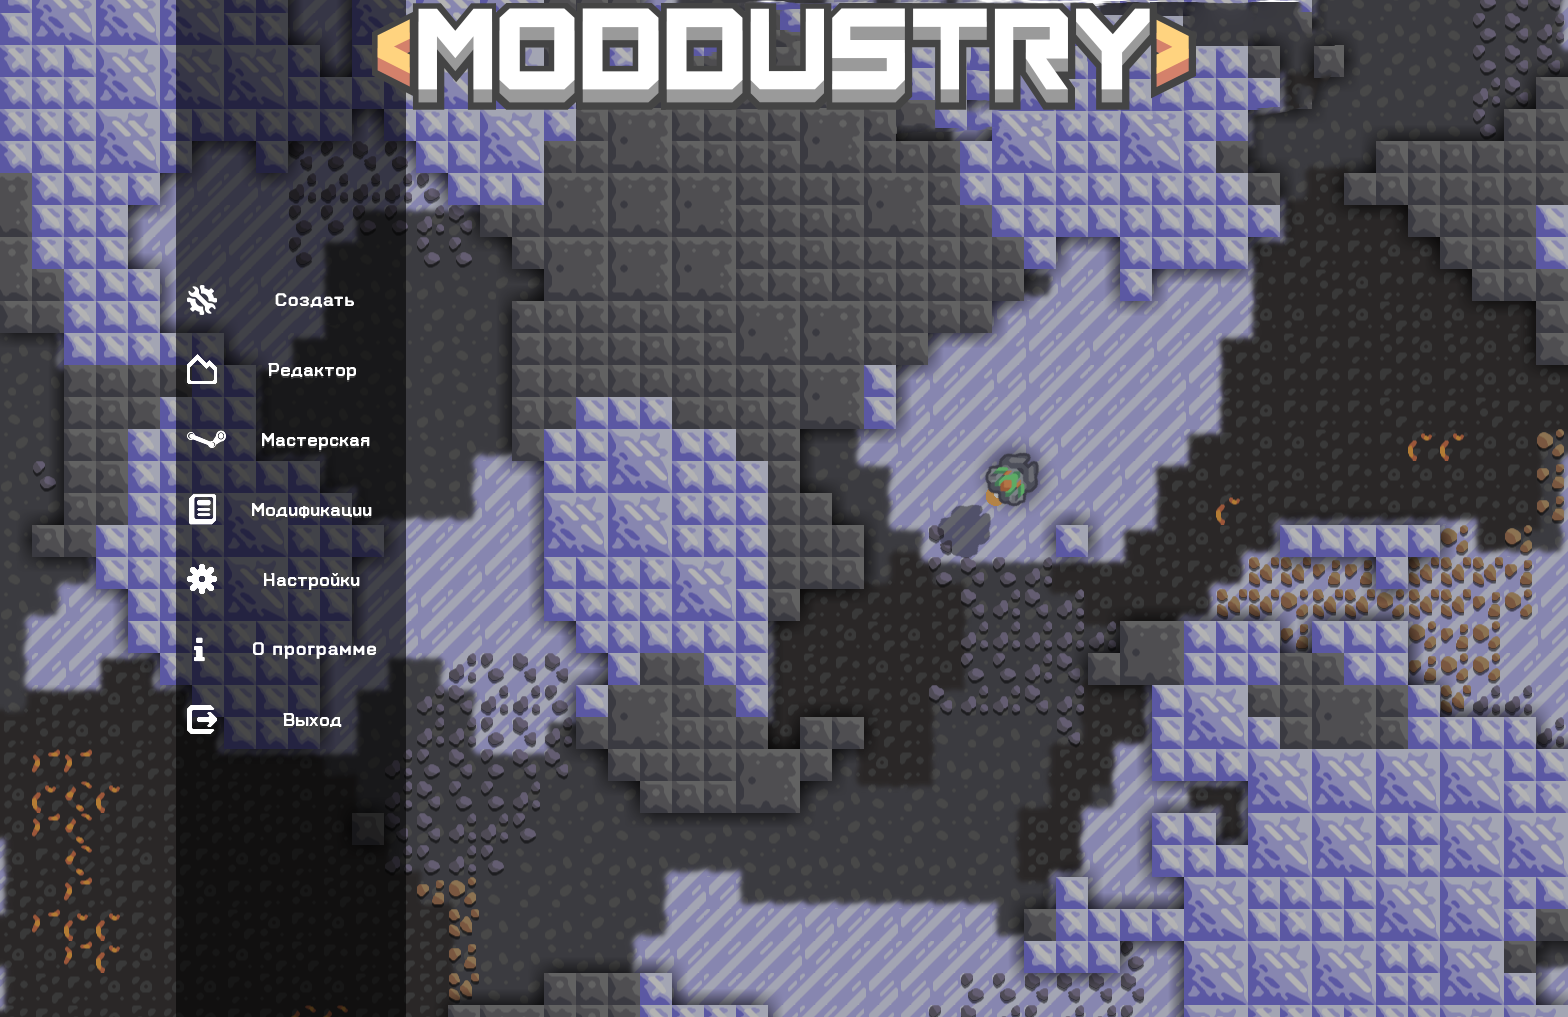 MODDUSTRY
Создать
Редактор
Мастерская
Модификации
Настройки
О программе
Выход